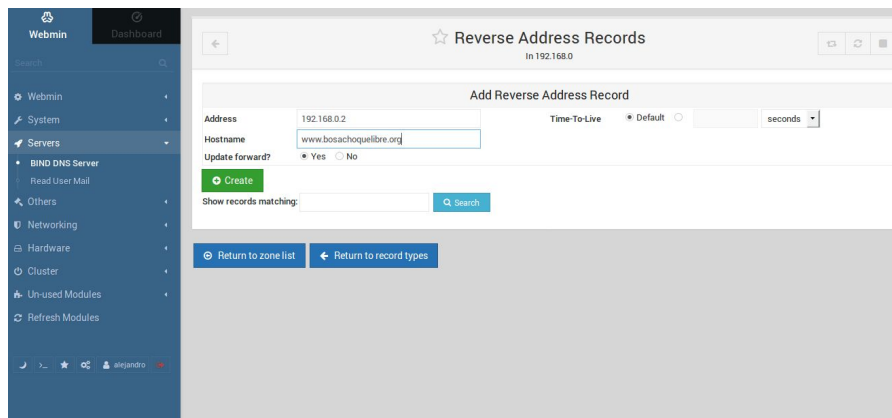 Webmin
Dashboard
Search
Webmin
System
Servers
BIND DNS Server
Read User Mail
Others
Networking
Hardware
Cluster
Un-used Modules
Refresh Modules
>_ alejandro
Reverse Address Records
In 192.168.0
Add Reverse Address Record
Address 192.168.0.2 Time-To-Live Default seconds
Hostname www.bosachoquelibre.org
Update forward? Yes No
Create
Show records matching: Search
Return to zone list Return to record types